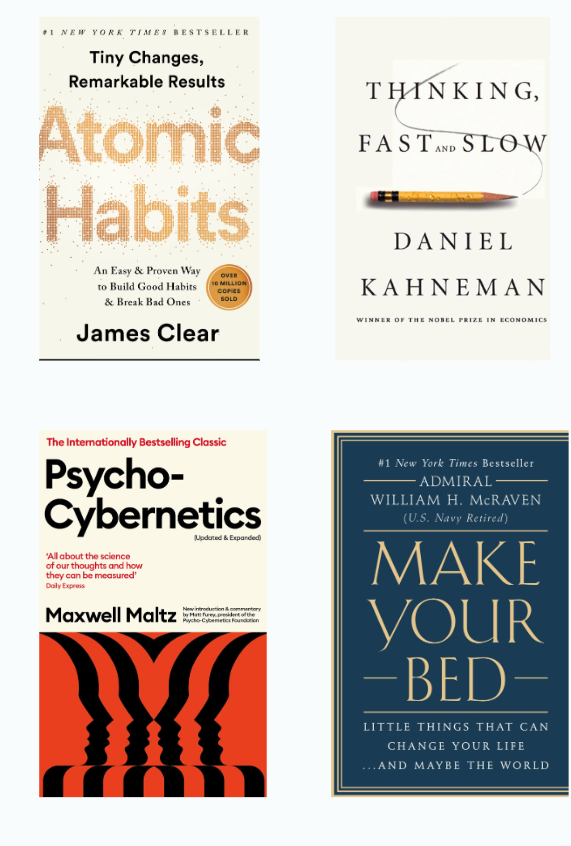 #1 NEW YORK TIMES BESTSELLER
Tiny Changes,
Remarkable Results
Atomic
Habits
An Easy & Proven Way
to Build Good Habits
& Break Bad Ones
OVER
10 MILLION
COPIES
SOLD
James Clear
THINKING,
FAST AND SLOW
DANIEL
KAHNEMAN
WINNER OF THE NOBEL PRIZE IN ECONOMICS
The Internationally Bestselling Classic
Psycho-
Cybernetics
(Updated & Expanded)
'All about the science
of our thoughts and how
they can be measured'
Daily Express
Maxwell Maltz
New introduction & commentary
by Matt Furey, president of the
Psycho-Cybernetics Foundation
#1 New York Times Bestseller
ADMIRAL
WILLIAM H. McRAVEN
(U.S. Navy Retired)
MAKE
YOUR
BED
LITTLE THINGS THAT CAN
CHANGE YOUR LIFE
...AND MAYBE THE WORLD